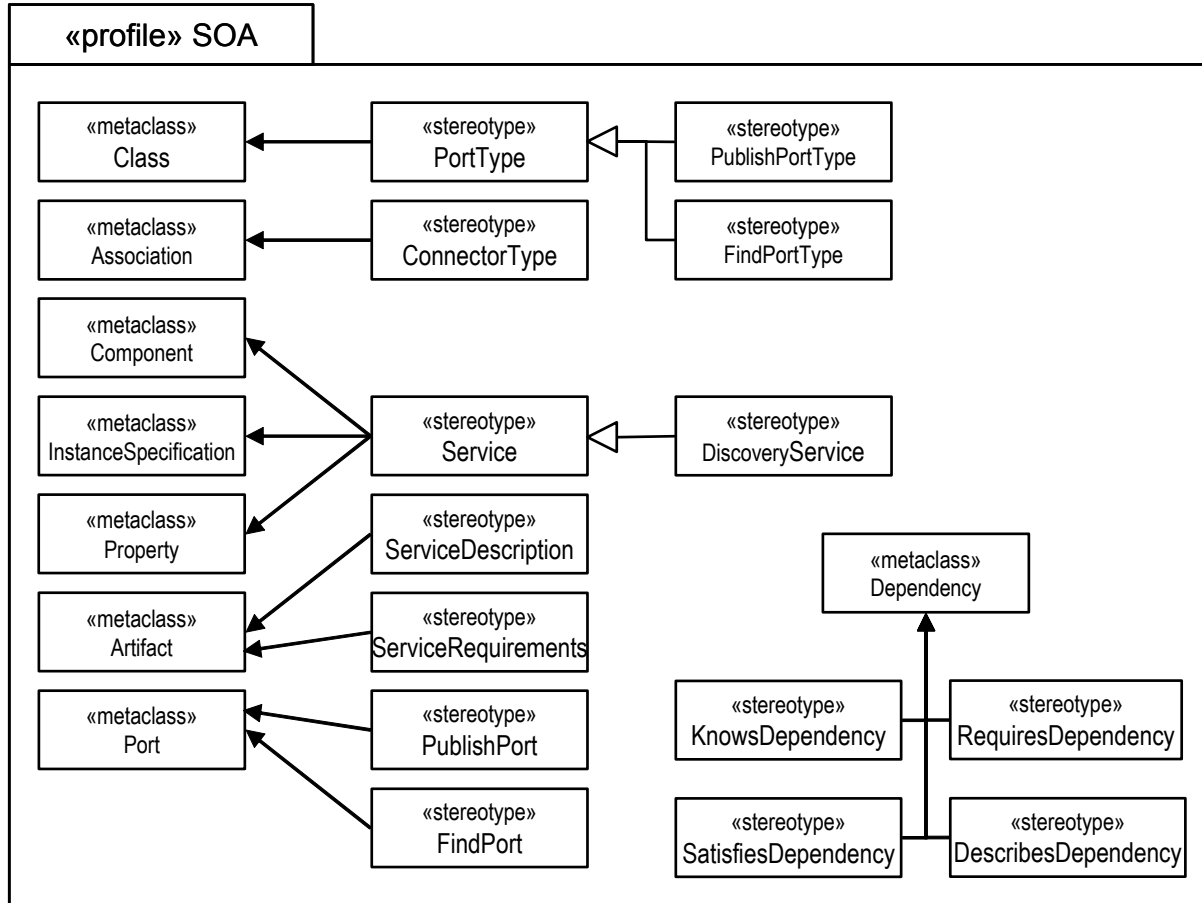 «profile» SOA
«metaclass»
Class
«stereotype»
PortType
«stereotype»
PublishPortType
«metaclass»
Association
«stereotype»
ConnectorType
«stereotype»
FindPortType
«metaclass»
Component
«metaclass»
InstanceSpecification
«stereotype»
Service
«stereotype»
DiscoveryService
«metaclass»
Property
«stereotype»
ServiceDescription
«metaclass»
Dependency
«metaclass»
Artifact
«stereotype»
ServiceRequirements
«metaclass»
Port
«stereotype»
PublishPort
«stereotype»
KnowsDependency
«stereotype»
RequiresDependency
«stereotype»
FindPort
«stereotype»
SatisfiesDependency
«stereotype»
DescribesDependency